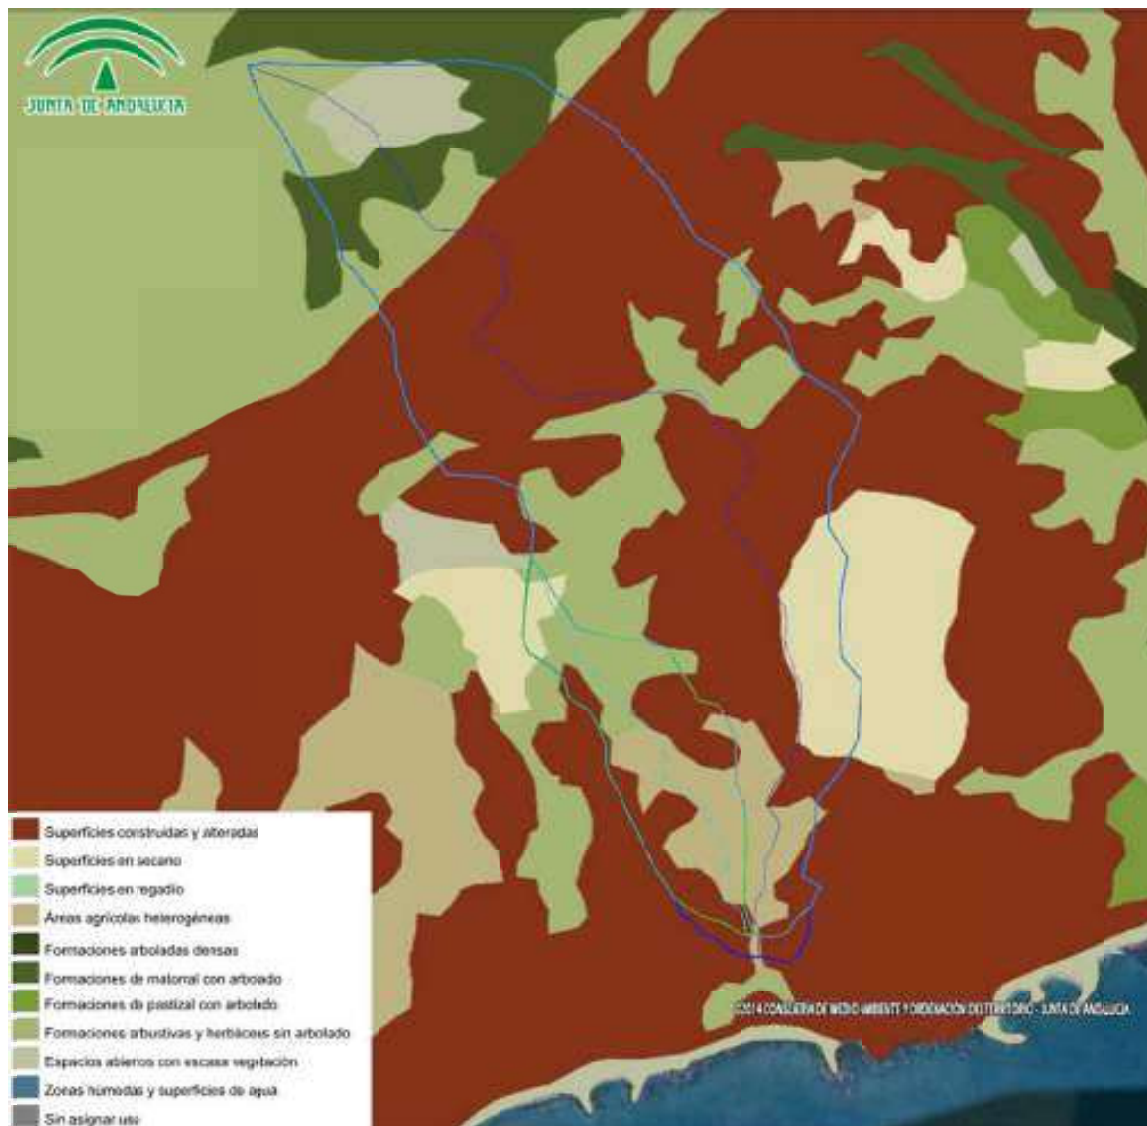 JUNTA DE ANDALUCIA
Superfícies construidas y alteradas
Superficies en secano
Superficies en regadío
Áreas agrícolas heterogéneas
Formaciones arboladas densas
Formaciones de matorral con arbolado
Formaciones de pastizal con arbolado
Formaciones arbustivas y herbáceas sin arbolado
Espacios abiertos con escasa vegetación
Zonas húmedas y superficies de agua
Sin asignar uso
©2014 CONSEJERIA DE MEDIO AMBIENTE Y ORDENACIÓN DEL TERRITORIO - JUNTA DE ANDALUCIA